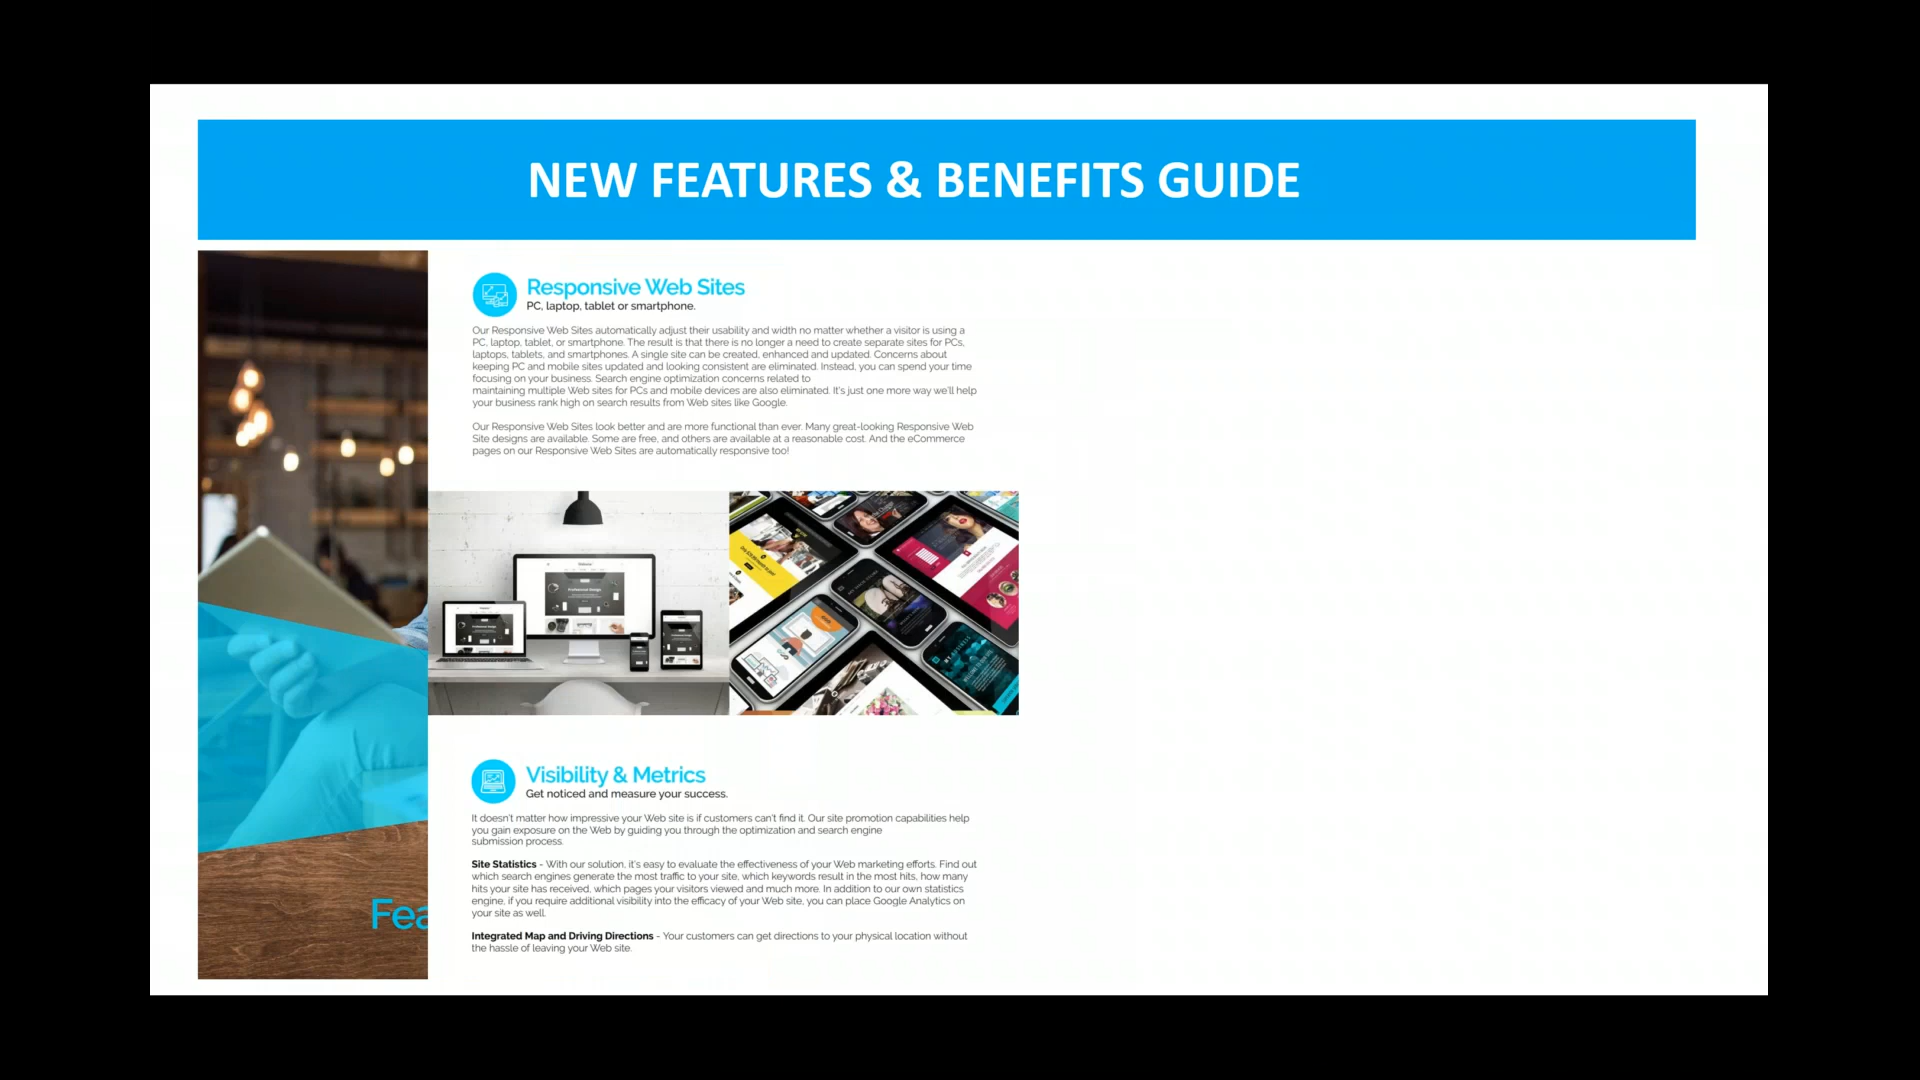 NEW FEATURES & BENEFITS GUIDE
Responsive Web Sites
PC, laptop, tablet or smartphone.
Our Responsive Web Sites automatically adjust their usability and width no matter whether a visitor is using a
PC, laptop, tablet, or smartphone. The result is that there is no longer a need to create separate sites for PCs,
laptops, tablets, and smartphones. A single site can be created, enhanced and updated. Concerns about
keeping PC and mobile sites updated and looking consistent are eliminated. Instead, you can spend your time
focusing on your business. Search engine optimization concerns related to
maintaining multiple Web sites for PCs and mobile devices are also eliminated. It's just one more way we'll help
your business rank high on search results from Web sites like Google.
Our Responsive Web Sites look better and are more functional than ever. Many great-looking Responsive Web
Site designs are available. Some are free, and others are available at a reasonable cost. And the eCommerce
pages on our Responsive Web Sites are automatically responsive too!
Visibility & Metrics
Get noticed and measure your success.
It doesn't matter how impressive your Web site is if customers can't find it. Our site promotion capabilities help
you gain exposure on the Web by guiding you through the optimization and search engine
submission process.
Site Statistics - With our solution, it's easy to evaluate the effectiveness of your Web marketing efforts. Find out
which search engines generate the most traffic to your site, which keywords result in the most hits, how many
hits your site has received, which pages your visitors viewed and much more. In addition to our own statistics
engine, if you require additional visibility into the efficacy of your Web site, you can place Google Analytics on
your site as well.
Integrated Map and Driving Directions - Your customers can get directions to your physical location without
the hassle of leaving your Web site.
Fea